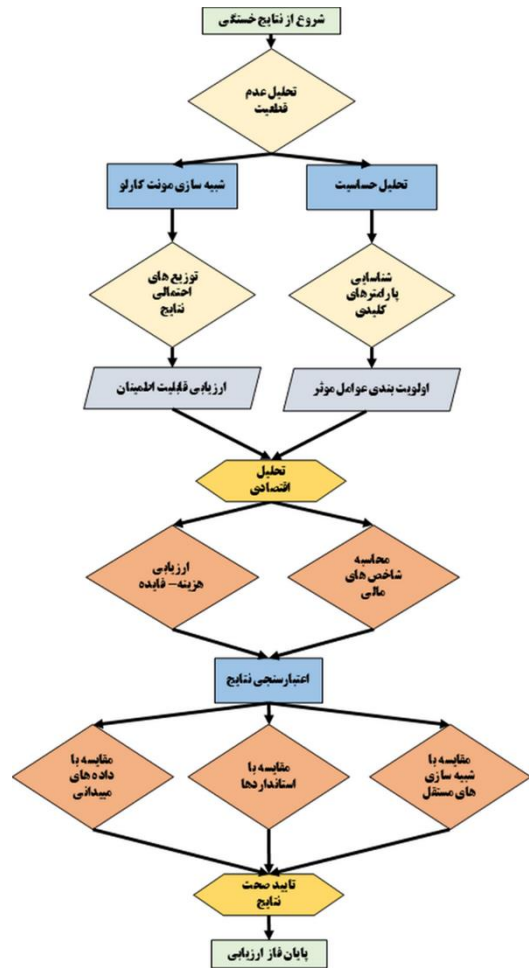 شروع از نتایج خستگی
تحلیل عدم
قطعیت
تحلیل حساسیت
شبیه سازی مونت کارلو
شناسایی
پارامترهای
کلیدی
توزیع های
احتمالی
نتایج
اولویت بندی عوامل موثر
ارزیابی قابلیت اطمینان
تحلیل
اقتصادی
محاسبه
شاخص های
مالی
ارزیابی
هزینه- فایده
اعتبارسنجی نتایج
مقایسه با
شبیه سازی
های مستقل
مقایسه با
استانداردها
مقایسه با
داده های
میدانی
تایید صحت
نتایج
پایان فاز ارزیابی